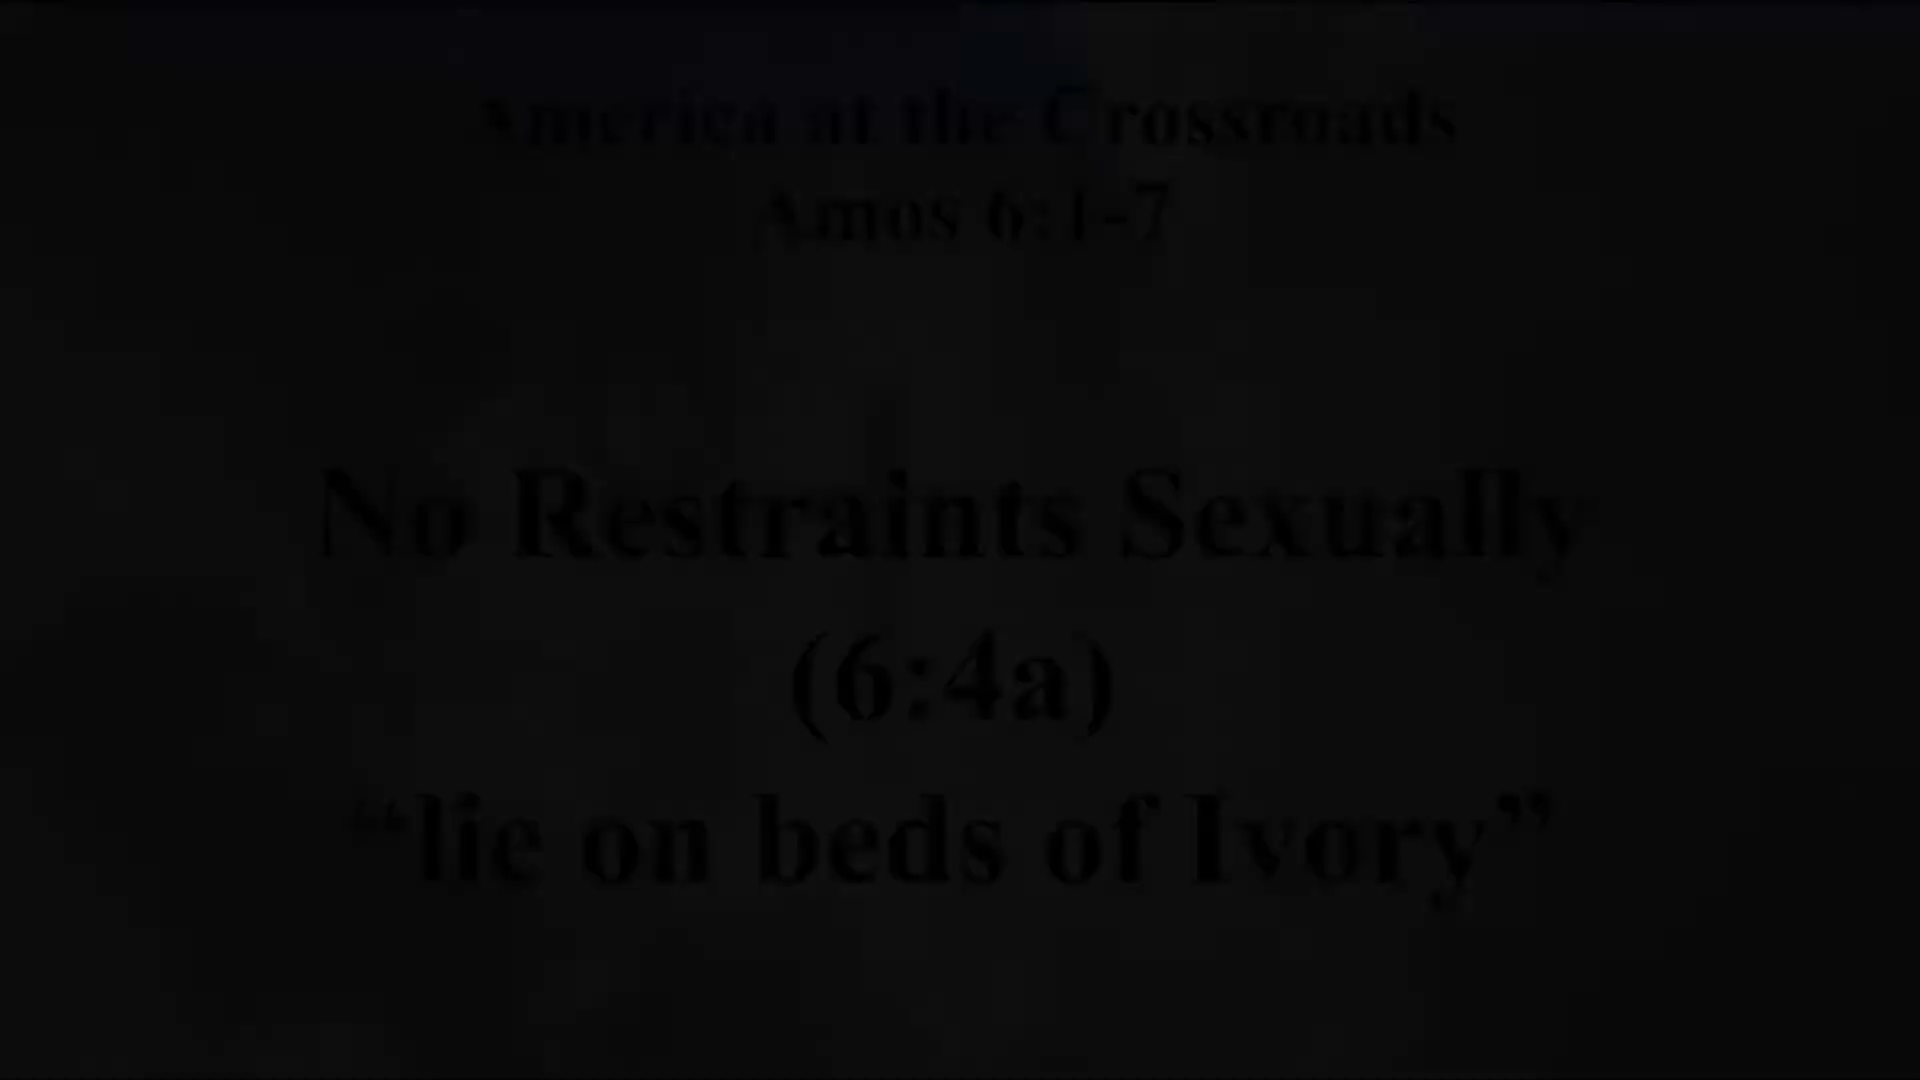 America at the Crossroads
Amos 6:1-7
No Restraints Sexually
(6:4a)
“lie on beds of Ivory”